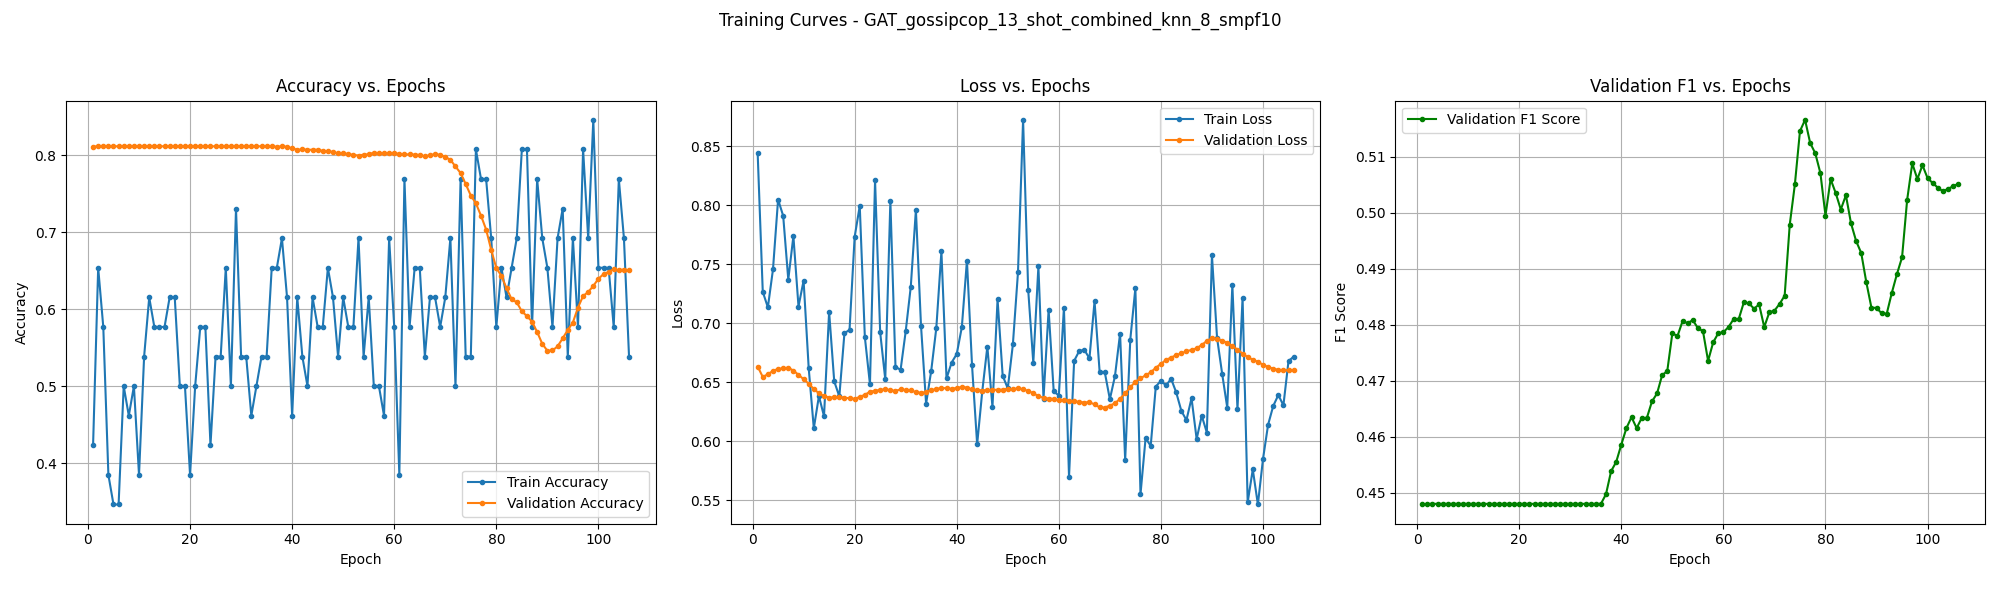 Training Curves - GAT_gossipcop_13_shot_combined_knn_8_smpf10
Accuracy vs. Epochs
Accuracy
0.8
0.7
0.6
0.5
0.4
0 20 40 60 80 100
Epoch
Train Accuracy
Validation Accuracy
Loss vs. Epochs
Loss
0.85
0.80
0.75
0.70
0.65
0.60
0.55
0 20 40 60 80 100
Epoch
Train Loss
Validation Loss
Validation F1 vs. Epochs
F1 Score
0.51
0.50
0.49
0.48
0.47
0.46
0.45
0 20 40 60 80 100
Epoch
Validation F1 Score